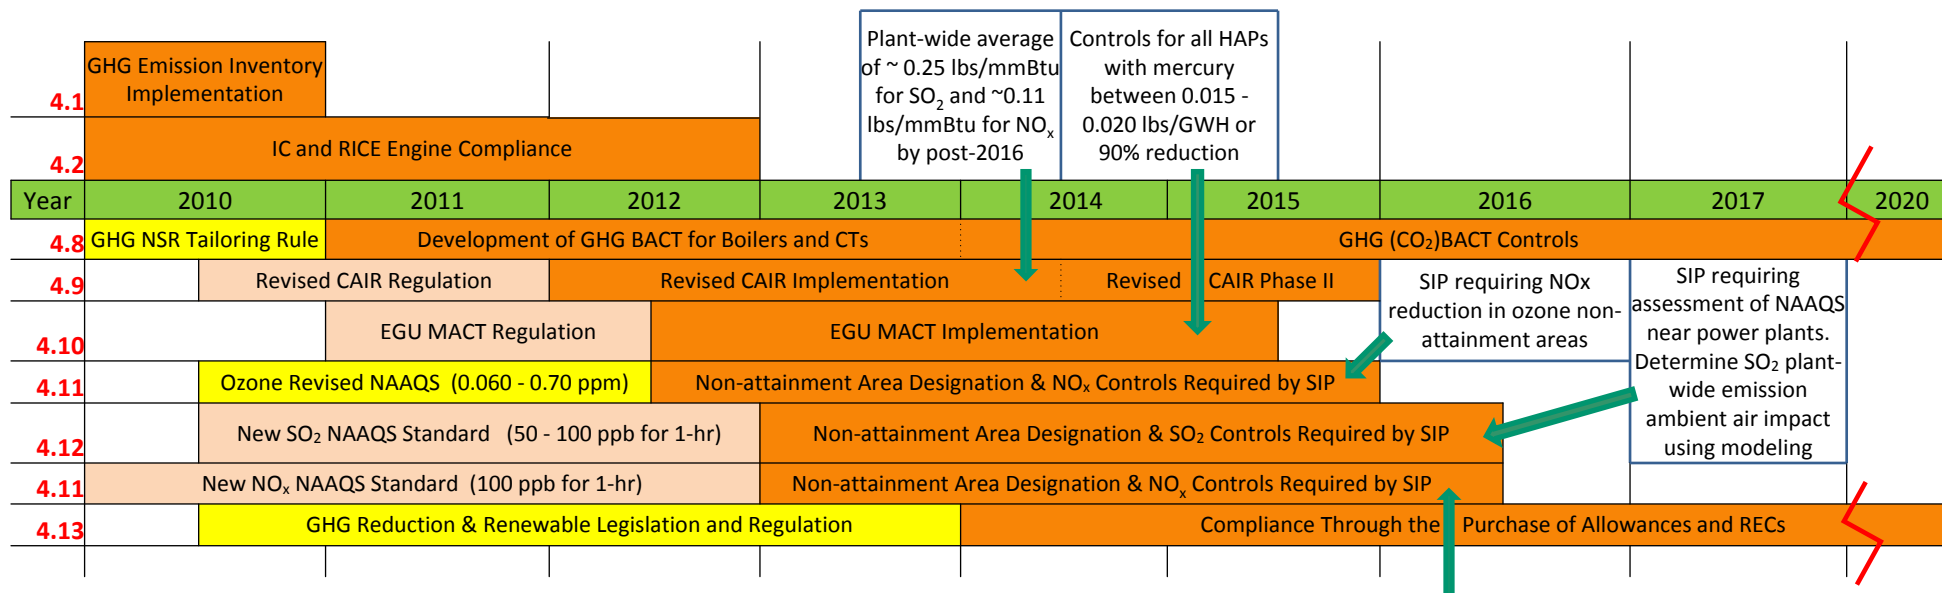 Plant-wide average
of ~ 0.25 lbs/mmBtu
for SO₂ and ~0.11
lbs/mmBtu for NOₓ
by post-2016
Controls for all HAPs
with mercury
between 0.015 -
0.020 lbs/GWH or
90% reduction
4.1
GHG Emission Inventory
Implementation
4.2
IC and RICE Engine Compliance
Year 2010 2011 2012 2013 2014 2015 2016 2017 2020
4.8 GHG NSR Tailoring Rule Development of GHG BACT for Boilers and CTs GHG (CO₂)BACT Controls
4.9 Revised CAIR Regulation Revised CAIR Implementation Revised CAIR Phase II
SIP requiring NOx
reduction in ozone non-
attainment areas
SIP requiring
assessment of NAAQS
near power plants.
Determine SO₂ plant-
wide emission
ambient air impact
using modeling
4.10 EGU MACT Regulation EGU MACT Implementation
4.11 Ozone Revised NAAQS (0.060 - 0.70 ppm) Non-attainment Area Designation & NOₓ Controls Required by SIP
4.12 New SO₂ NAAQS Standard (50 - 100 ppb for 1-hr) Non-attainment Area Designation & SO₂ Controls Required by SIP
4.11 New NOₓ NAAQS Standard (100 ppb for 1-hr) Non-attainment Area Designation & NOₓ Controls Required by SIP
4.13 GHG Reduction & Renewable Legislation and Regulation Compliance Through the Purchase of Allowances and RECs